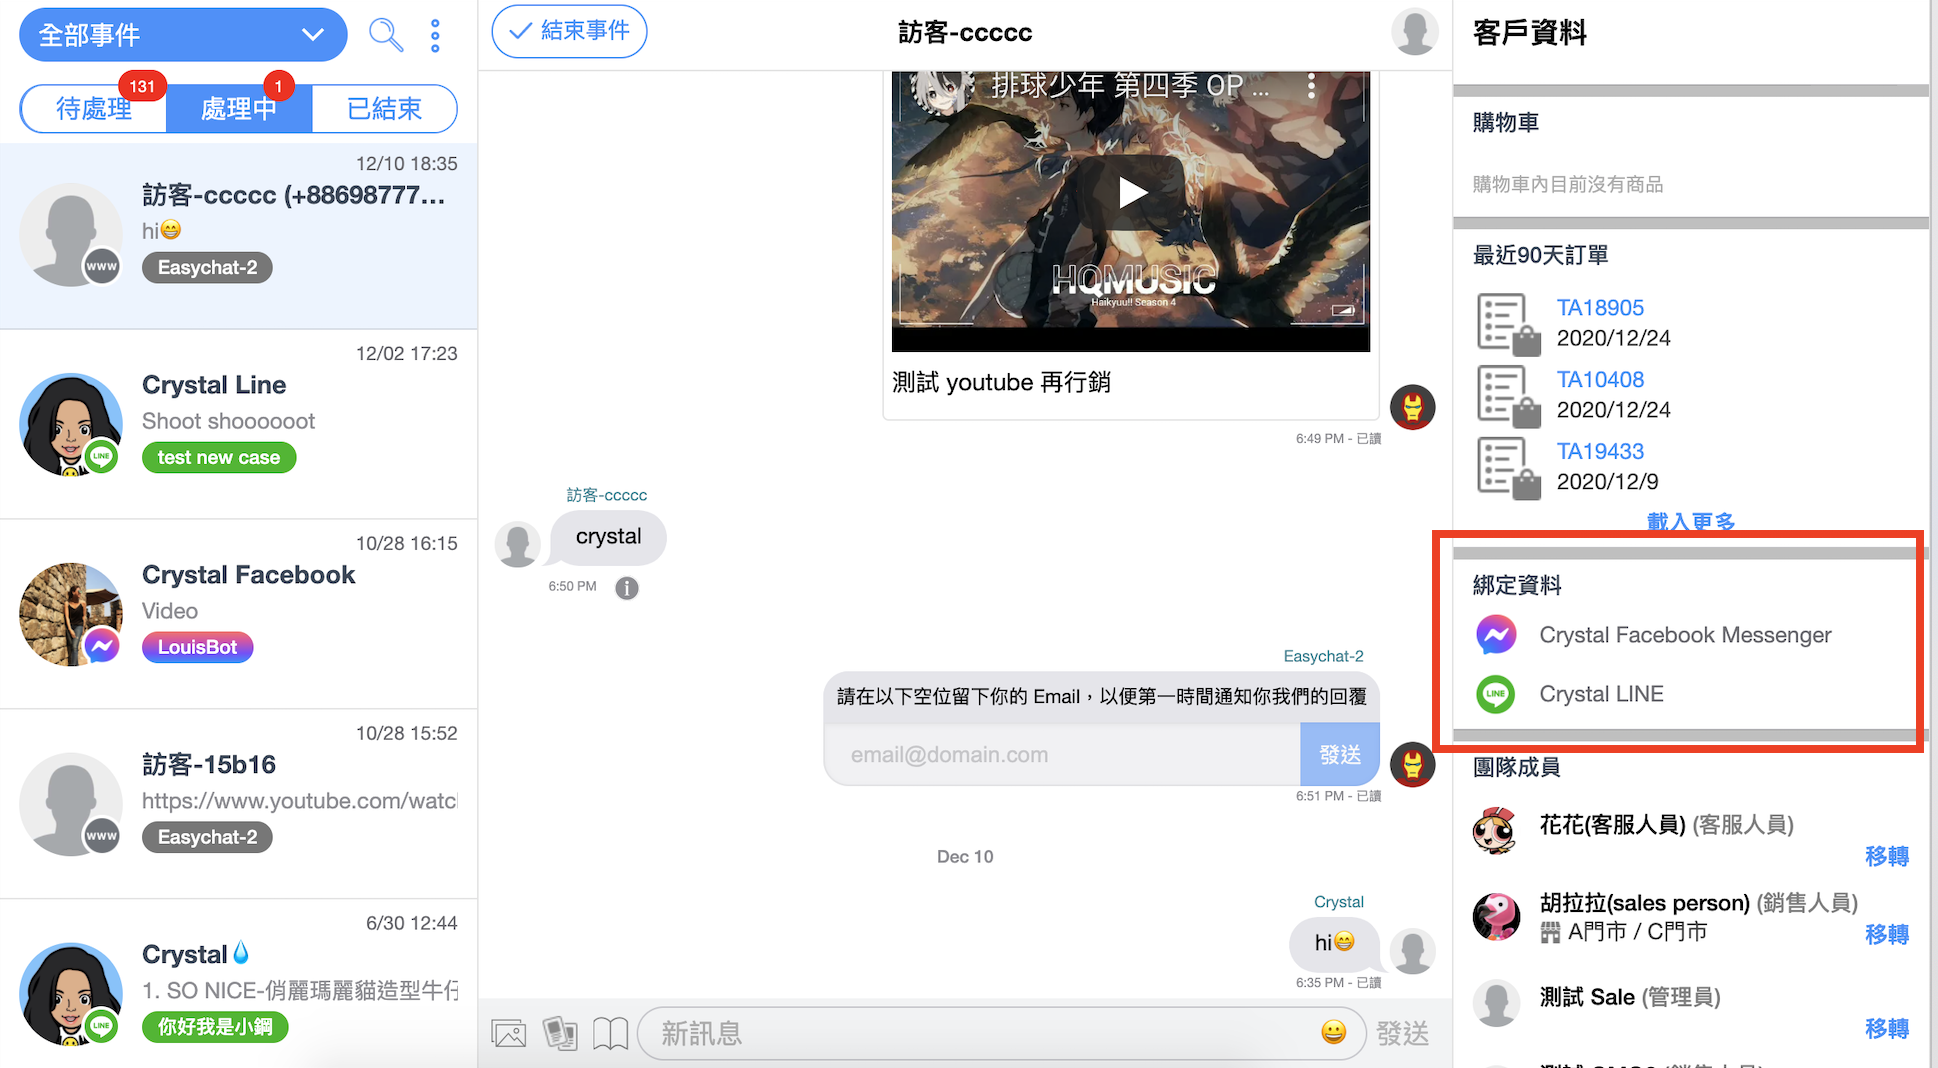 全部事件
待處理
131
處理中
1
已結束
12/10 18:35
訪客-ccccc (+88698777...
hi😁
www
Easychat-2
12/02 17:23
Crystal Line
Shoot shoooooot
LINE
test new case
10/28 16:15
Crystal Facebook
Video
LouisBot
10/28 15:52
訪客-15b16
https://www.youtube.com/watc
www
Easychat-2
6/30 12:44
Crystal💧
1. SO NICE-俏麗瑪麗貓造型牛仔
LINE
你好我是小鋼
結束事件
訪客-ccccc
排球少年 第四季 OP ...
HQMUSIC
Haikyuu!! Season 4
測試 youtube 再行銷
6:49 PM - 已讀
訪客-ccccc
crystal
6:50 PM
Easychat-2
請在以下空位留下你的 Email，以便第一時間通知你我們的回覆
email@domain.com
發送
6:51 PM - 已讀
Dec 10
Crystal
hi😁
6:35 PM - 已讀
新訊息
發送
客戶資料
購物車
購物車內目前沒有商品
最近90天訂單
TA18905
2020/12/24
TA10408
2020/12/24
TA19433
2020/12/9
載入更多
綁定資料
Crystal Facebook Messenger
LINE
Crystal LINE
團隊成員
花花(客服人員) (客服人員)
移轉
胡拉拉(sales person) (銷售人員)
A門市 / C門市
移轉
測試 Sale (管理員)
移轉